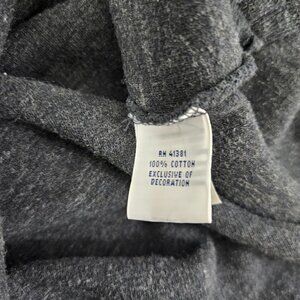 RN 41381
100% COTTON
EXCLUSIVE OF
DECORATION